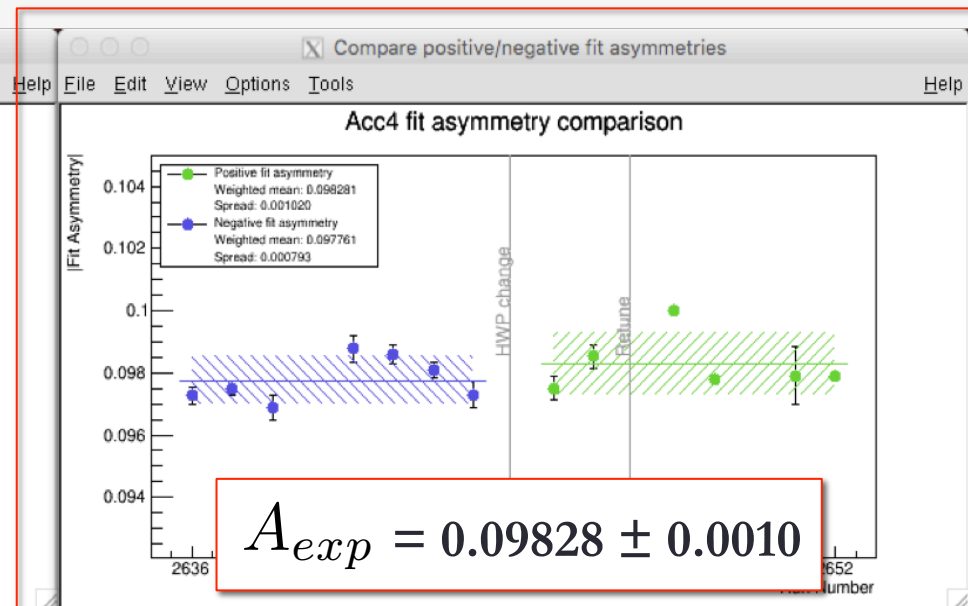 Compare positive/negative fit asymmetries
Help File Edit View Options Tools Help
Acc4 fit asymmetry comparison
|Fit Asymmetry|
Positive fit asymmetry
Weighted mean: 0.098281
Spread: 0.001020
Negative fit asymmetry
Weighted mean: 0.097761
Spread: 0.000793
0.104
0.102
0.1
0.098
0.096
0.094
HWP change
Retune
A_exp = 0.09828 ± 0.0010
2636
2652